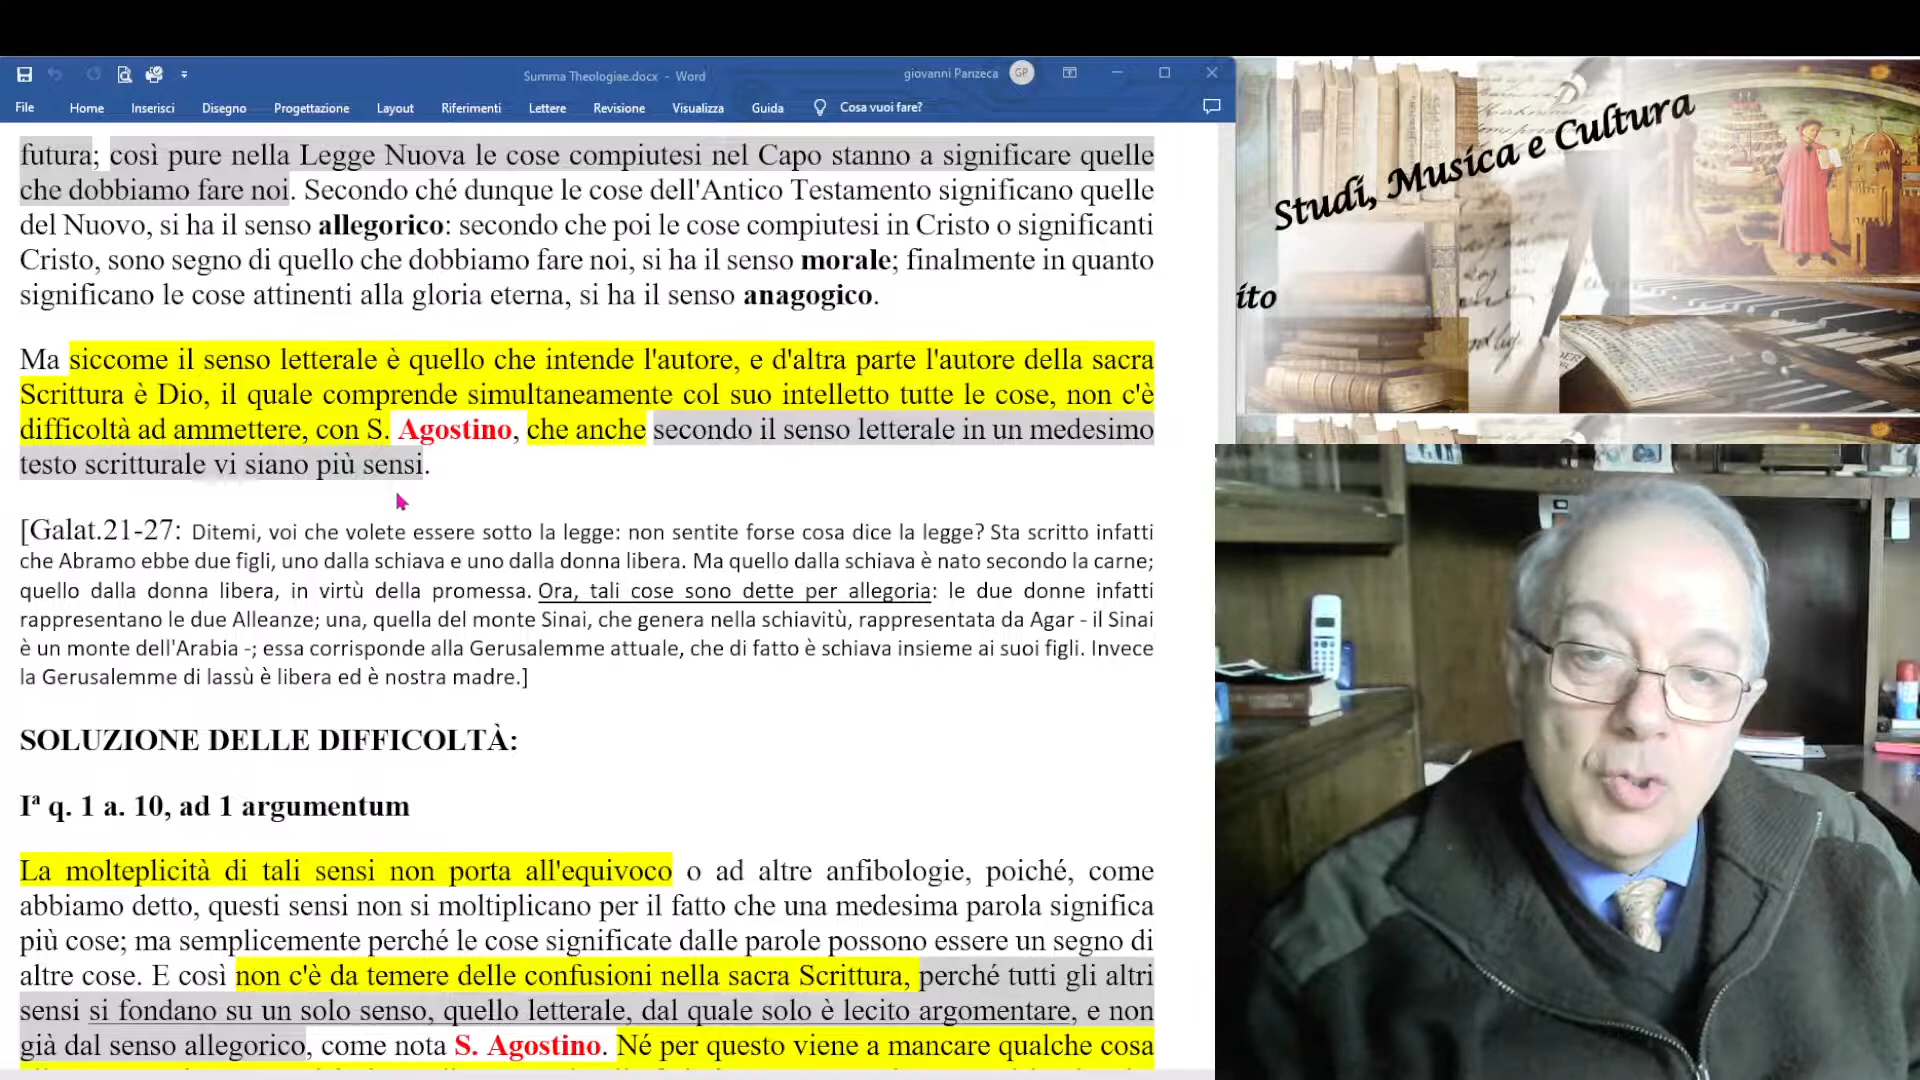 Summa Theologiae.docx - Word
giovanni Panzeca
GP
File Home Inserisci Disegno Progettazione Layout Riferimenti Lettere Revisione Visualizza Guida Cosa vuoi fare?
futura; così pure nella Legge Nuova le cose compiutesi nel Capo stanno a significare quelle
che dobbiamo fare noi. Secondo ché dunque le cose dell'Antico Testamento significano quelle
del Nuovo, si ha il senso allegorico: secondo che poi le cose compiutesi in Cristo o significanti
Cristo, sono segno di quello che dobbiamo fare noi, si ha il senso morale; finalmente in quanto
significano le cose attinenti alla gloria eterna, si ha il senso anagogico.
Ma siccome il senso letterale è quello che intende l'autore, e d'altra parte l'autore della sacra
Scrittura è Dio, il quale comprende simultaneamente col suo intelletto tutte le cose, non c'è
difficoltà ad ammettere, con S. Agostino, che anche secondo il senso letterale in un medesimo
testo scritturale vi siano più sensi.
[Galat.21-27: Ditemi, voi che volete essere sotto la legge: non sentite forse cosa dice la legge? Sta scritto infatti
che Abramo ebbe due figli, uno dalla schiava e uno dalla donna libera. Ma quello dalla schiava è nato secondo la carne;
quello dalla donna libera, in virtù della promessa. Ora, tali cose sono dette per allegoria: le due donne infatti
rappresentano le due Alleanze; una, quella del monte Sinai, che genera nella schiavitù, rappresentata da Agar - il Sinai
è un monte dell'Arabia -; essa corrisponde alla Gerusalemme attuale, che di fatto è schiava insieme ai suoi figli. Invece
la Gerusalemme di lassù è libera ed è nostra madre.]
SOLUZIONE DELLE DIFFICOLTÀ:
Iª q. 1 a. 10, ad 1 argumentum
La molteplicità di tali sensi non porta all'equivoco o ad altre anfibologie, poiché, come
abbiamo detto, questi sensi non si moltiplicano per il fatto che una medesima parola significa
più cose; ma semplicemente perché le cose significate dalle parole possono essere un segno di
altre cose. E così non c'è da temere delle confusioni nella sacra Scrittura, perché tutti gli altri
sensi si fondano su un solo senso, quello letterale, dal quale solo è lecito argomentare, e non
già dal senso allegorico, come nota S. Agostino. Né per questo viene a mancare qualche cosa
Studi, Musica e Cultura
ito